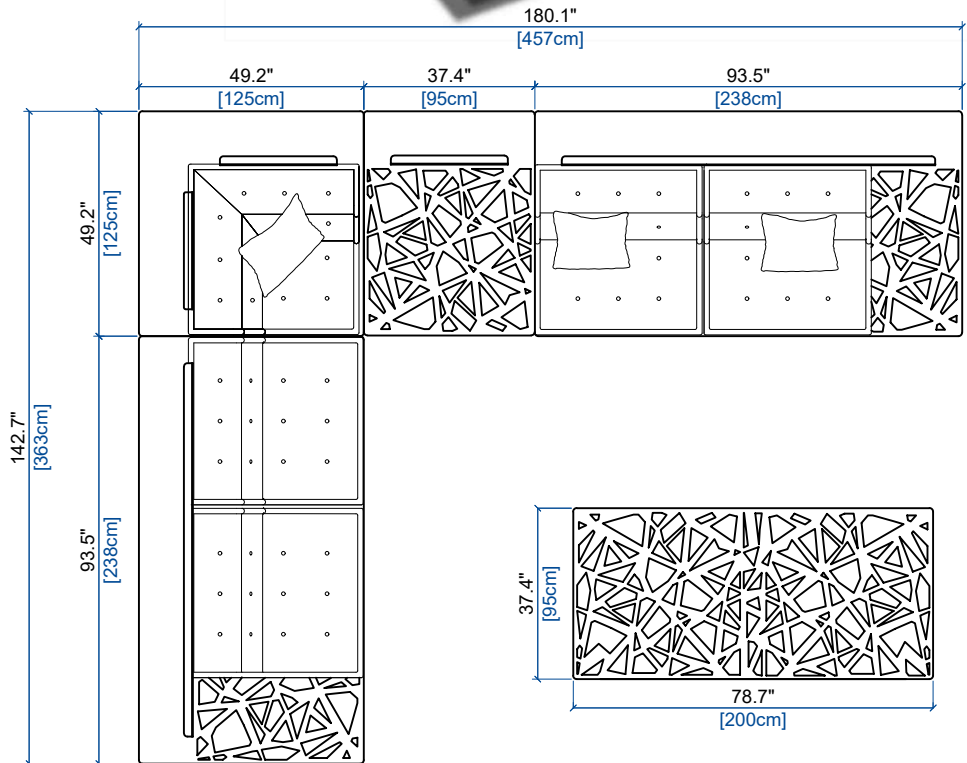 180.1"
[457cm]
49.2"
[125cm]
37.4"
[95cm]
93.5"
[238cm]
49.2"
[125cm]
142.7"
[363cm]
93.5"
[238cm]
37.4"
[95cm]
78.7"
[200cm]